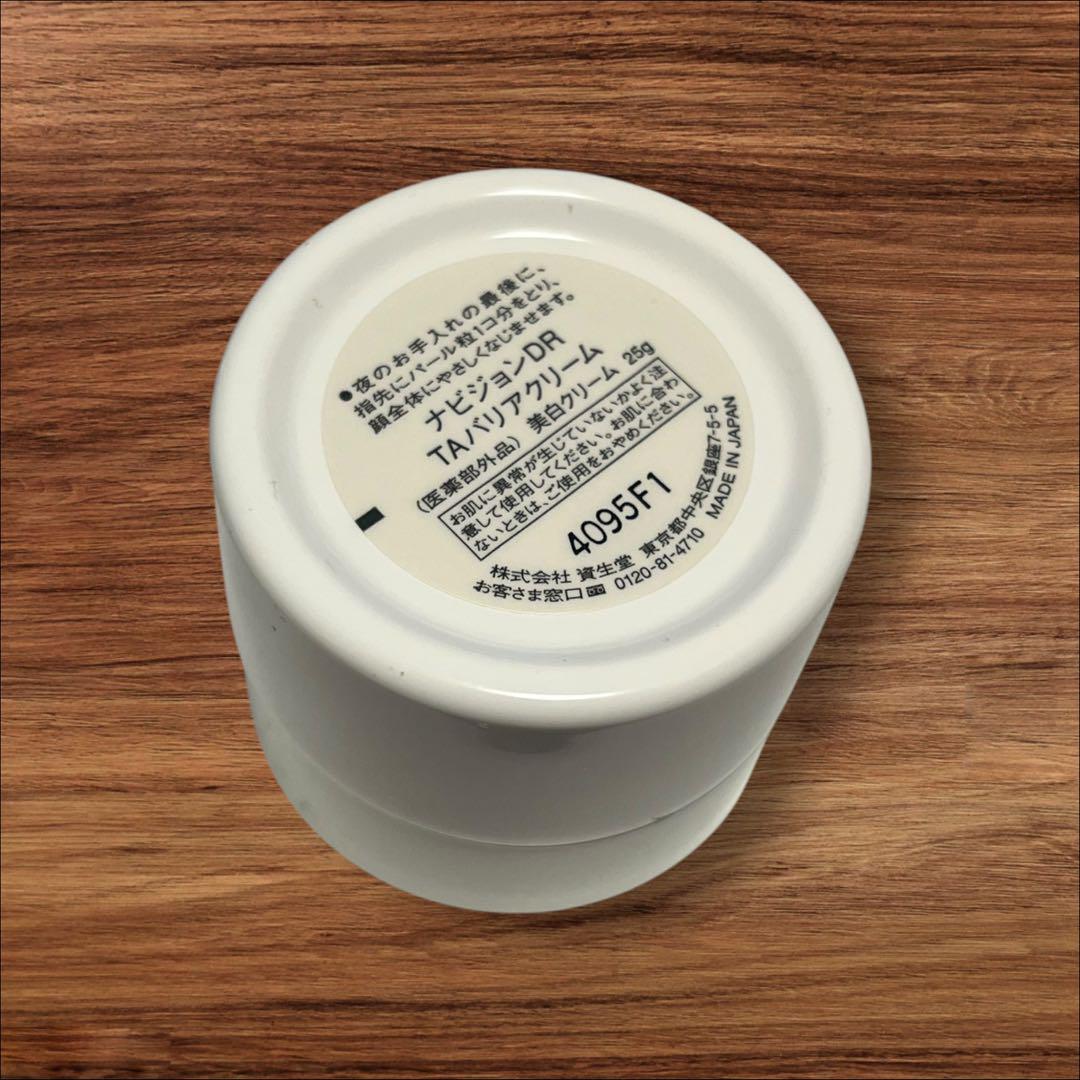 ●夜のお手入れの最後に、
指先にパール粒1コ分をとり、
顔全体にやさしくなじませます。
ナビジョンDR
TAバリアクリーム
(医薬部外品) 美白クリーム 25g
お肌に異常が生じていないかよく注
意して使用してください。お肌に合わ
ないときは、ご使用をおやめください。
4095F1
株式会社 資生堂 東京都中央区銀座7-5-5
お客さま窓口 0120-81-4710 MADE IN JAPAN